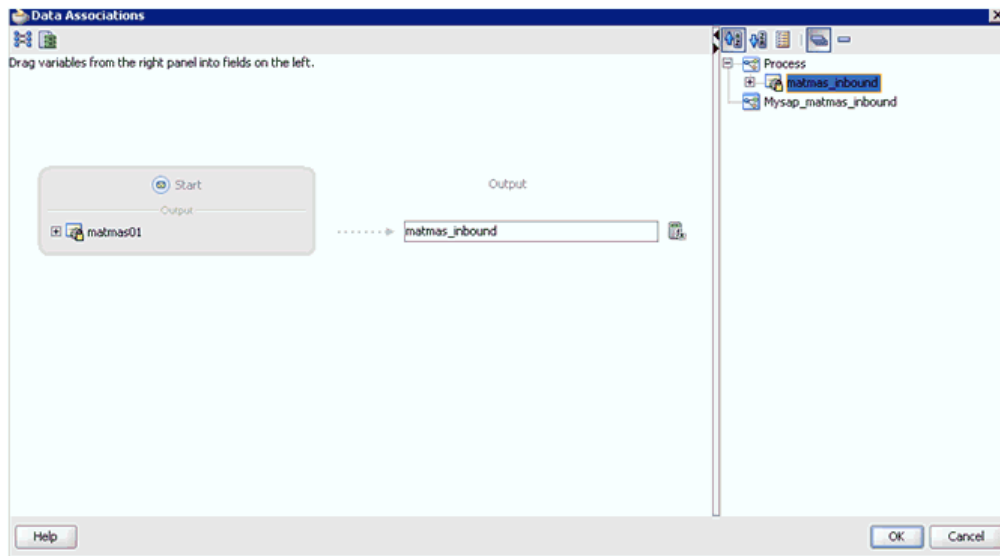 Data Associations
Drag variables from the right panel into fields on the left.
Process
matmas_inbound
Mysap_matmas_inbound
Start
Output
Output
matmas01
matmas_inbound
Help
OK
Cancel